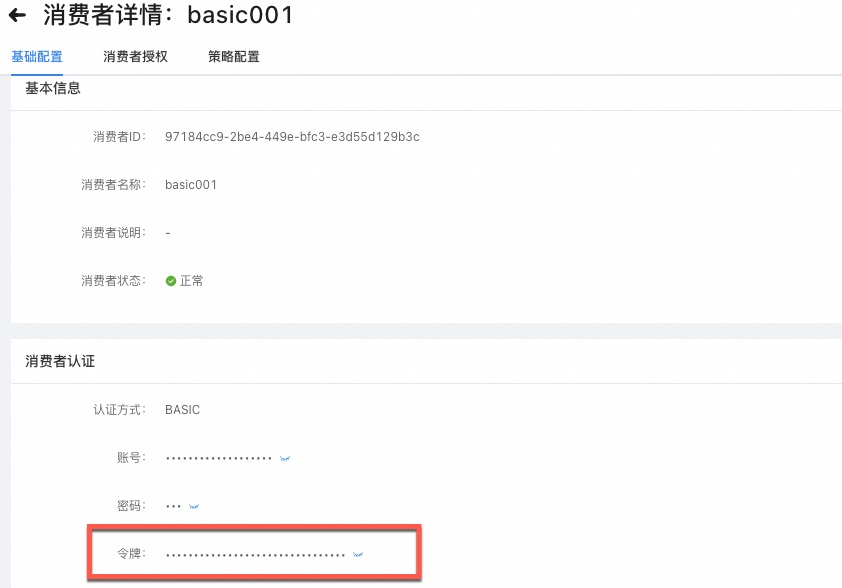 消费者详情：basic001
基础配置 消费者授权 策略配置
基本信息
消费者ID： 97184cc9-2be4-449e-bfc3-e3d55d129b3c
消费者名称： basic001
消费者说明： -
消费者状态： 正常
消费者认证
认证方式： BASIC
账号： •••••••••••••••••••
密码： •••
令牌： ••••••••••••••••••••••••••••••••